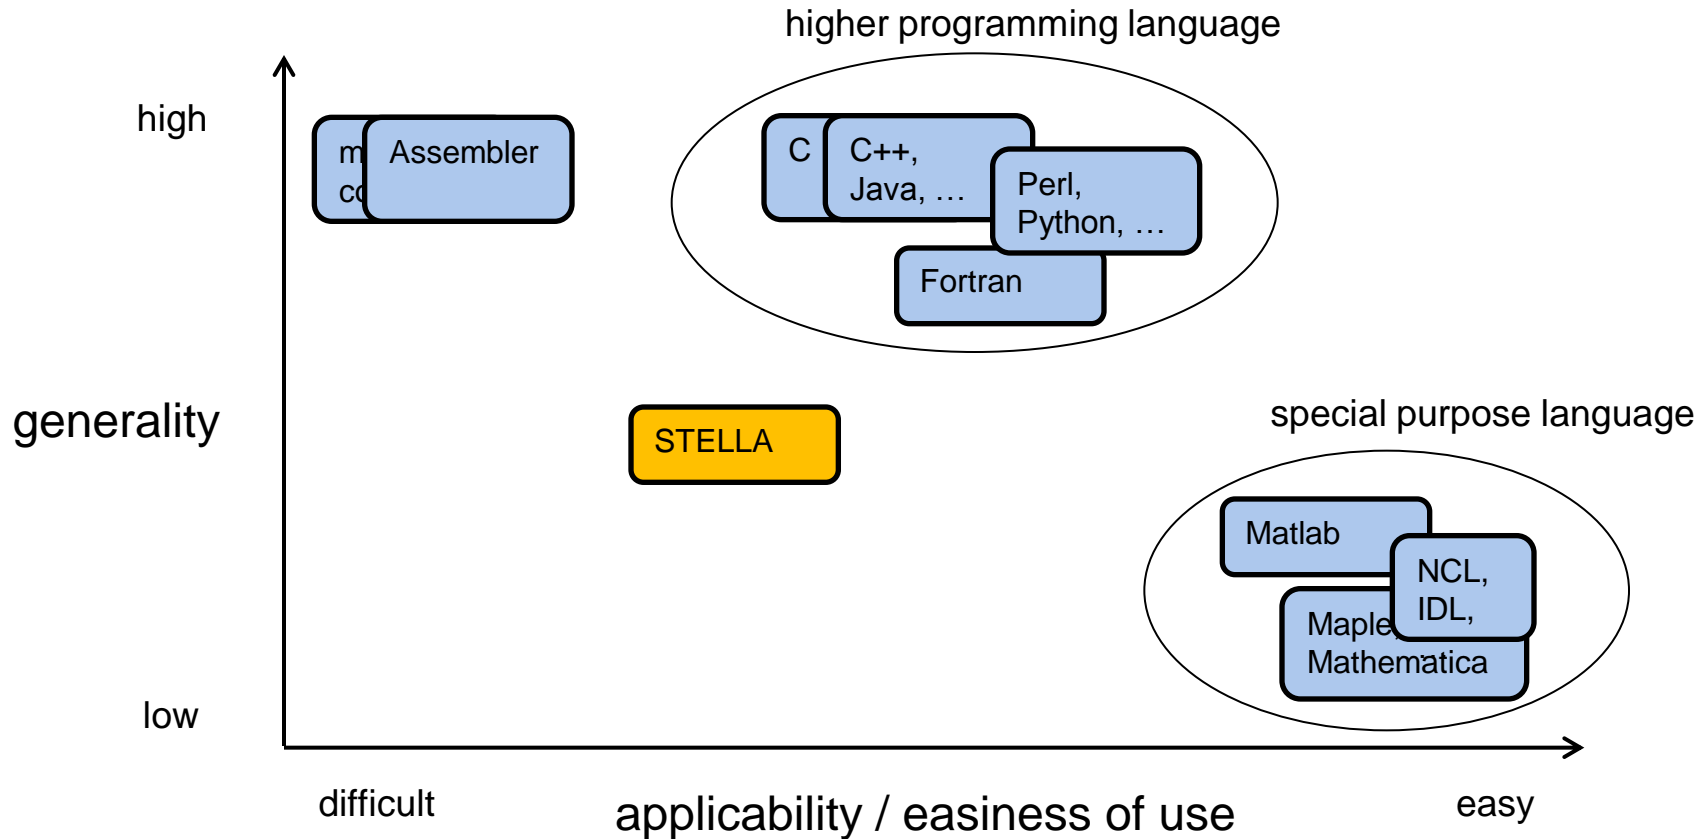 higher programming language
high
Assembler
C
C++,
Java, …
Perl,
Python, …
Fortran
generality
STELLA
special purpose language
Matlab
NCL,
IDL,
Maple,
Mathematica
low
difficult
applicability / easiness of use
easy